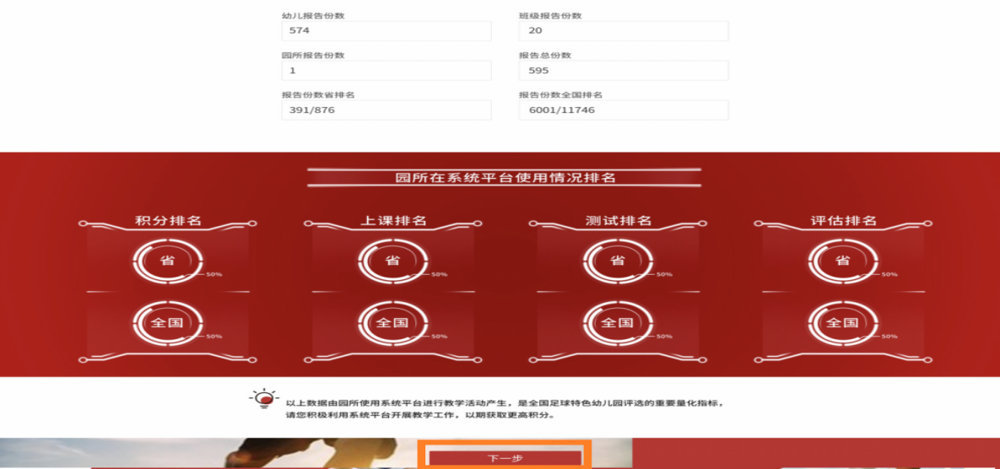 幼儿报告份数 班级报告份数
574 20
园所报告份数 报告总份数
1 595
报告份数省排名 报告份数全国排名
391/876 6001/11746
园所在系统平台使用情况排名
积分排名 上课排名 测试排名 评估排名
省 省 省 省
50% 50% 50% 50%
全国 全国 全国 全国
50% 50% 50% 50%
以上数据由园所使用系统平台进行教学活动产生，是全国足球特色幼儿园评选的重要量化指标，
请您积极利用系统平台开展教学工作，以期获取更高积分。
下一步